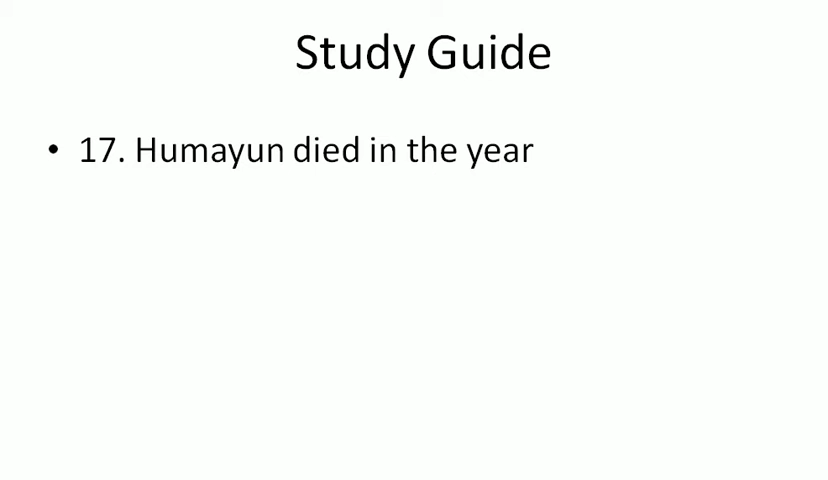 Study Guide
• 17. Humayun died in the year